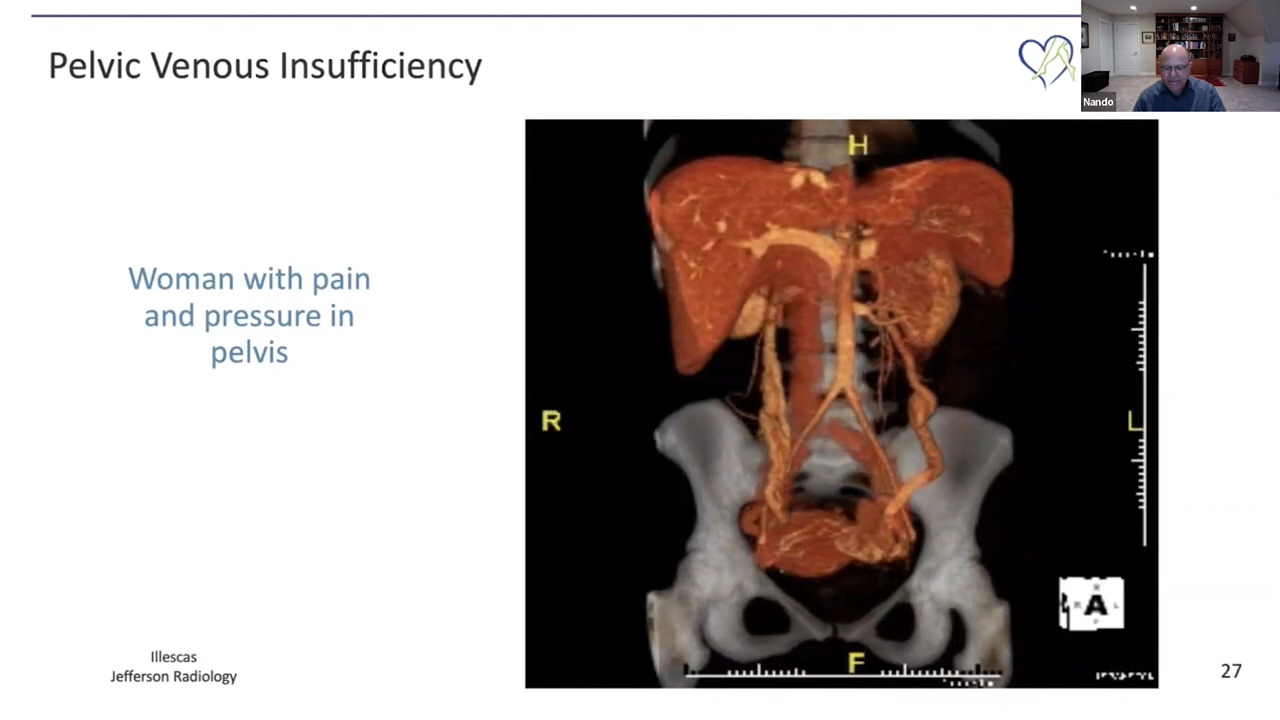 Pelvic Venous Insufficiency
Nando
H
Woman with pain
and pressure in
pelvis
R
L
A
F
Illescas
Jefferson Radiology
27